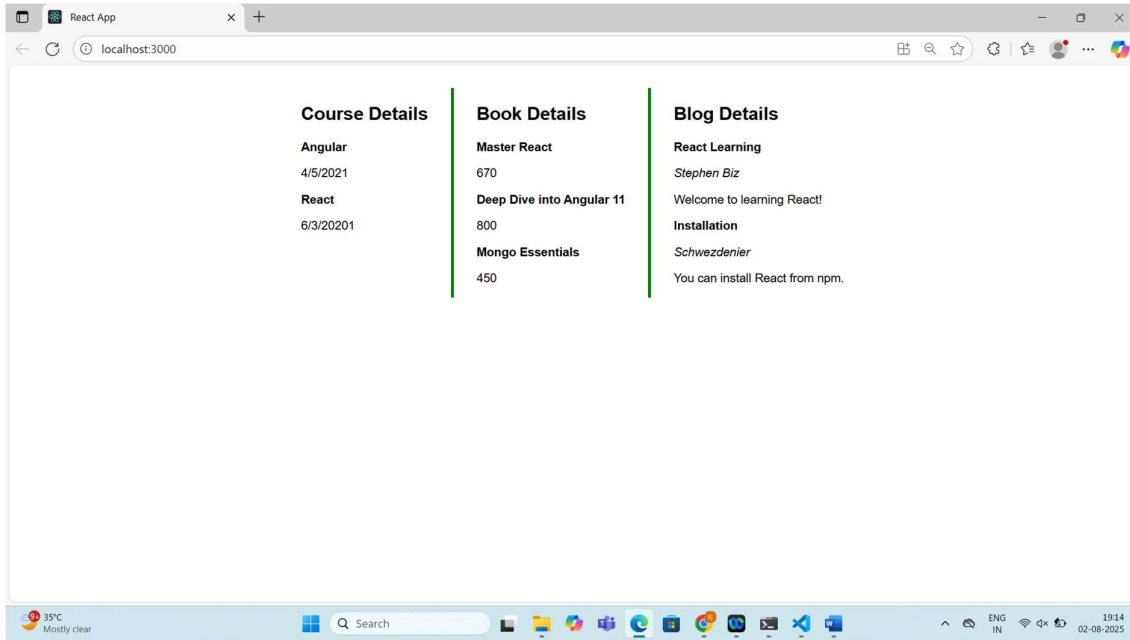 React App
localhost:3000
Course Details
Angular
4/5/2021
React
6/3/20201
Book Details
Master React
670
Deep Dive into Angular 11
800
Mongo Essentials
450
Blog Details
React Learning
Stephen Biz
Welcome to learning React!
Installation
Schwezdenier
You can install React from npm.
9+
35°C
Mostly clear
Search
ENG
IN
19:14
02-08-2025